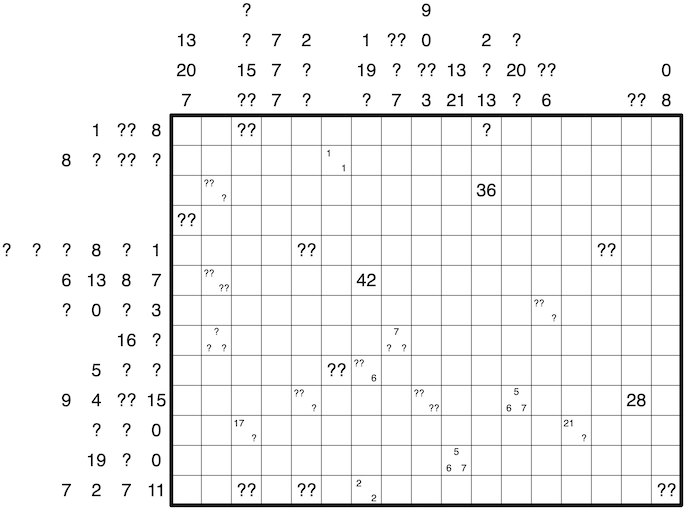 ? 9
13 ? 7 2 1 ?? 0 2 ?
20 15 7 ? 19 ? ?? 13 ? 20 ?? 0
7 ?? 7 ? ? 7 3 21 13 ? 6 ?? 8
1 ?? 8 ?? ?
8 ? ?? ? 1 1
?? ? 36
??
? ? ? 8 ? 1 ?? ??
6 13 8 7 ?? ?? 42
? 0 ? 3 ?? ?
16 ? ? ? ? 7 ? ?
5 ? ? ?? ?? 6
9 4 ?? 15 ?? ? ?? ?? 5 6 7 28
? ? 0 17 ? 21 ?
19 ? 0 5 6 7
7 2 7 11 ?? ?? 2 2 ??